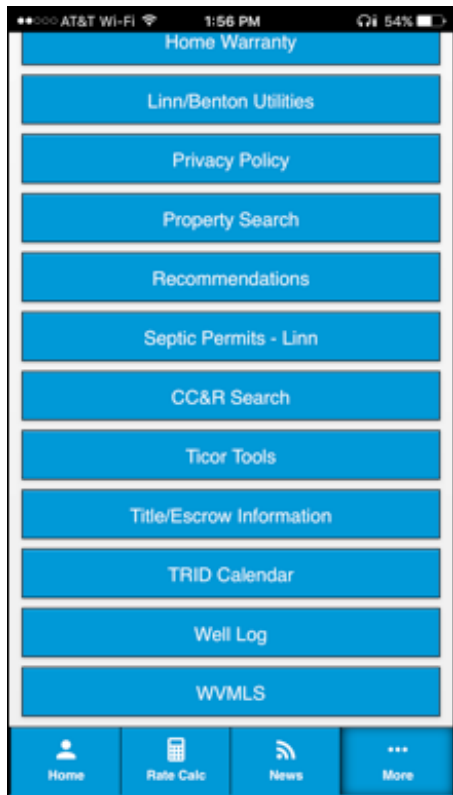 AT&T Wi-Fi 1:56 PM 54%
Home Warranty
Linn/Benton Utilities
Privacy Policy
Property Search
Recommendations
Septic Permits - Linn
CC&R Search
Ticor Tools
Title/Escrow Information
TRID Calendar
Well Log
WVMLS
Home Rate Calc News More